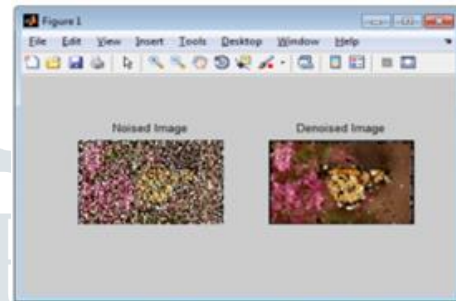 Figure 1
File Edit View Insert Tools Desktop Window Help
Noised Image Denoised Image